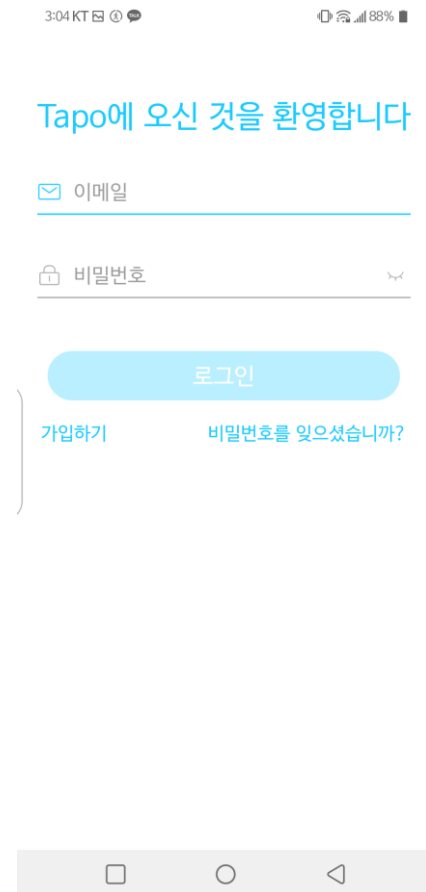 3:04 KT 88%
Tapo에 오신 것을 환영합니다
이메일
비밀번호
로그인
가입하기 비밀번호를 잊으셨습니까?